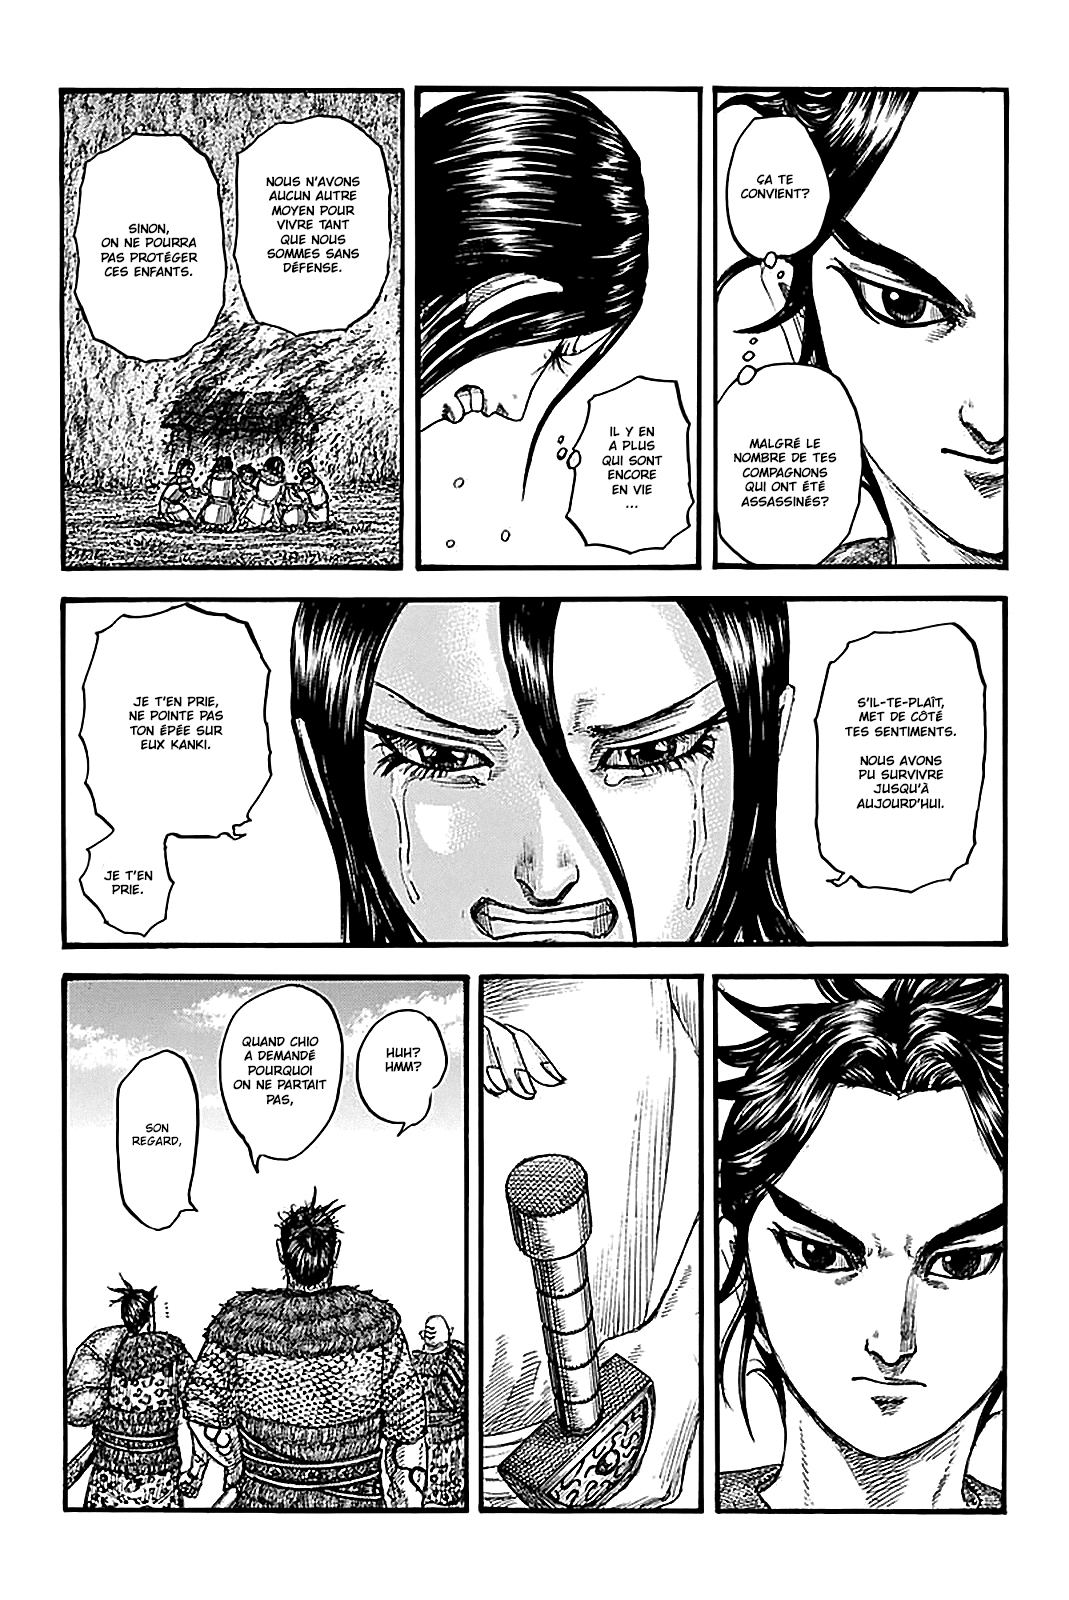 ÇA TE
CONVIENT?
MALGRÉ LE
NOMBRE DE TES
COMPAGNONS
QUI ONT ÉTÉ
ASSASSINÉS?
IL Y EN
A PLUS
QUI SONT
ENCORE
EN VIE
...
NOUS N'AVONS
AUCUN AUTRE
MOYEN POUR
VIVRE TANT
QUE NOUS
SOMMES SANS
DÉFENSE.
SINON,
ON NE POURRA
PAS PROTÉGER
CES ENFANTS.
S'IL-TE-PLAÎT,
MET DE CÔTÉ
TES SENTIMENTS.
NOUS AVONS
PU SURVIVRE
JUSQU'À
AUJOURD'HUI.
JE T'EN PRIE,
NE POINTE PAS
TON ÉPÉE SUR
EUX KANKI.
JE T'EN
PRIE.
HUH?
HMM?
QUAND CHIO
A DEMANDÉ
POURQUOI
ON NE PARTAIT
PAS,
SON
REGARD,
...